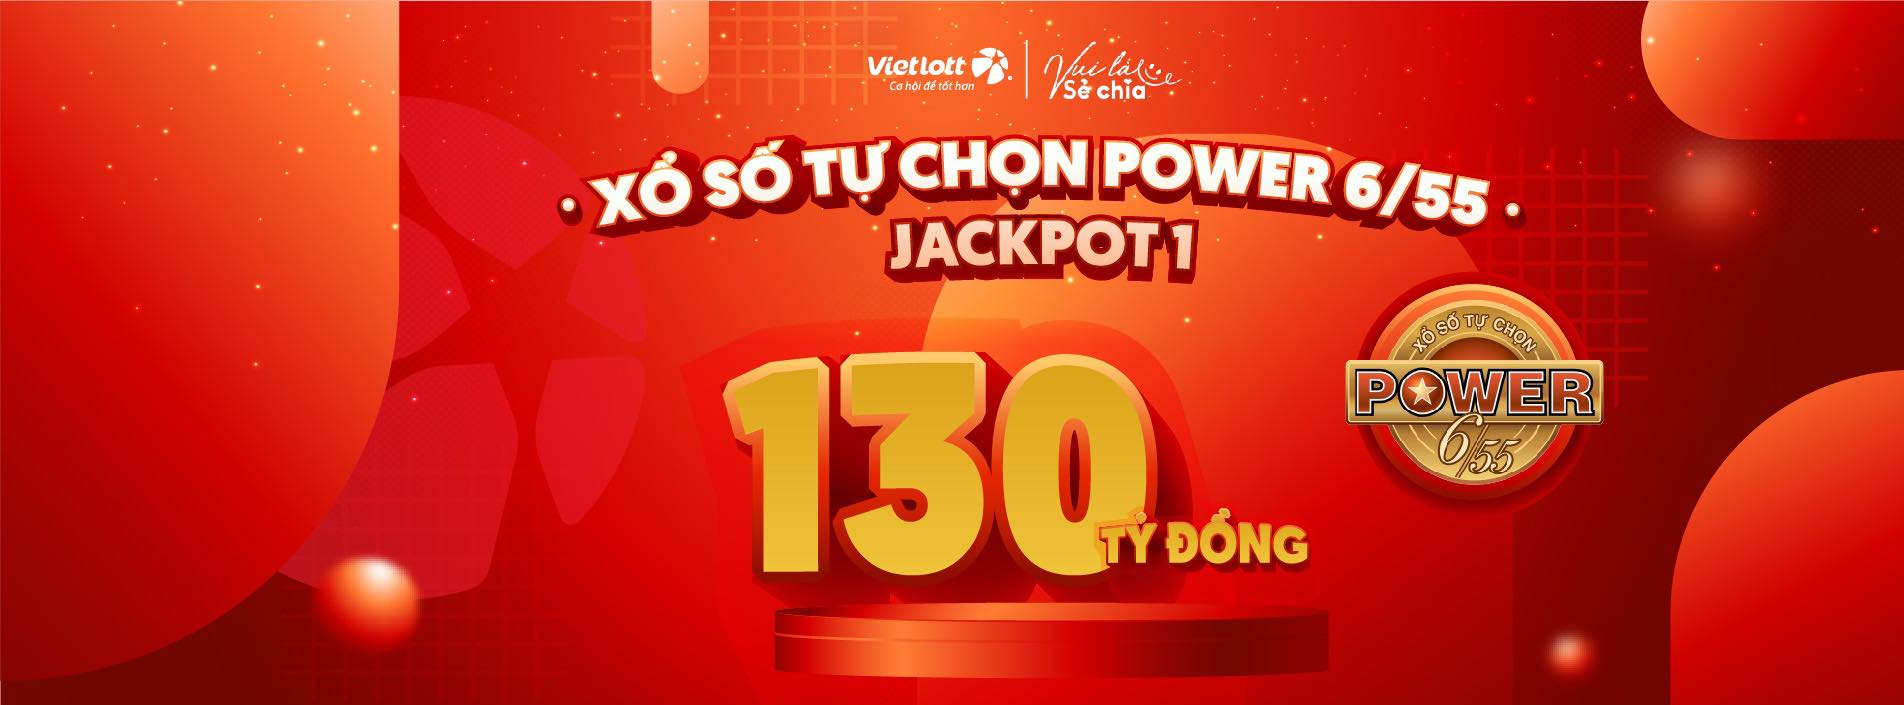 Vietlott
Cơ hội để tốt hơn
Vui là
Sẻ chia
• XỔ SỐ TỰ CHỌN POWER 6/55 •
JACKPOT 1
130
TỶ ĐỒNG
XỔ SỐ TỰ CHỌN
POWER
6/55